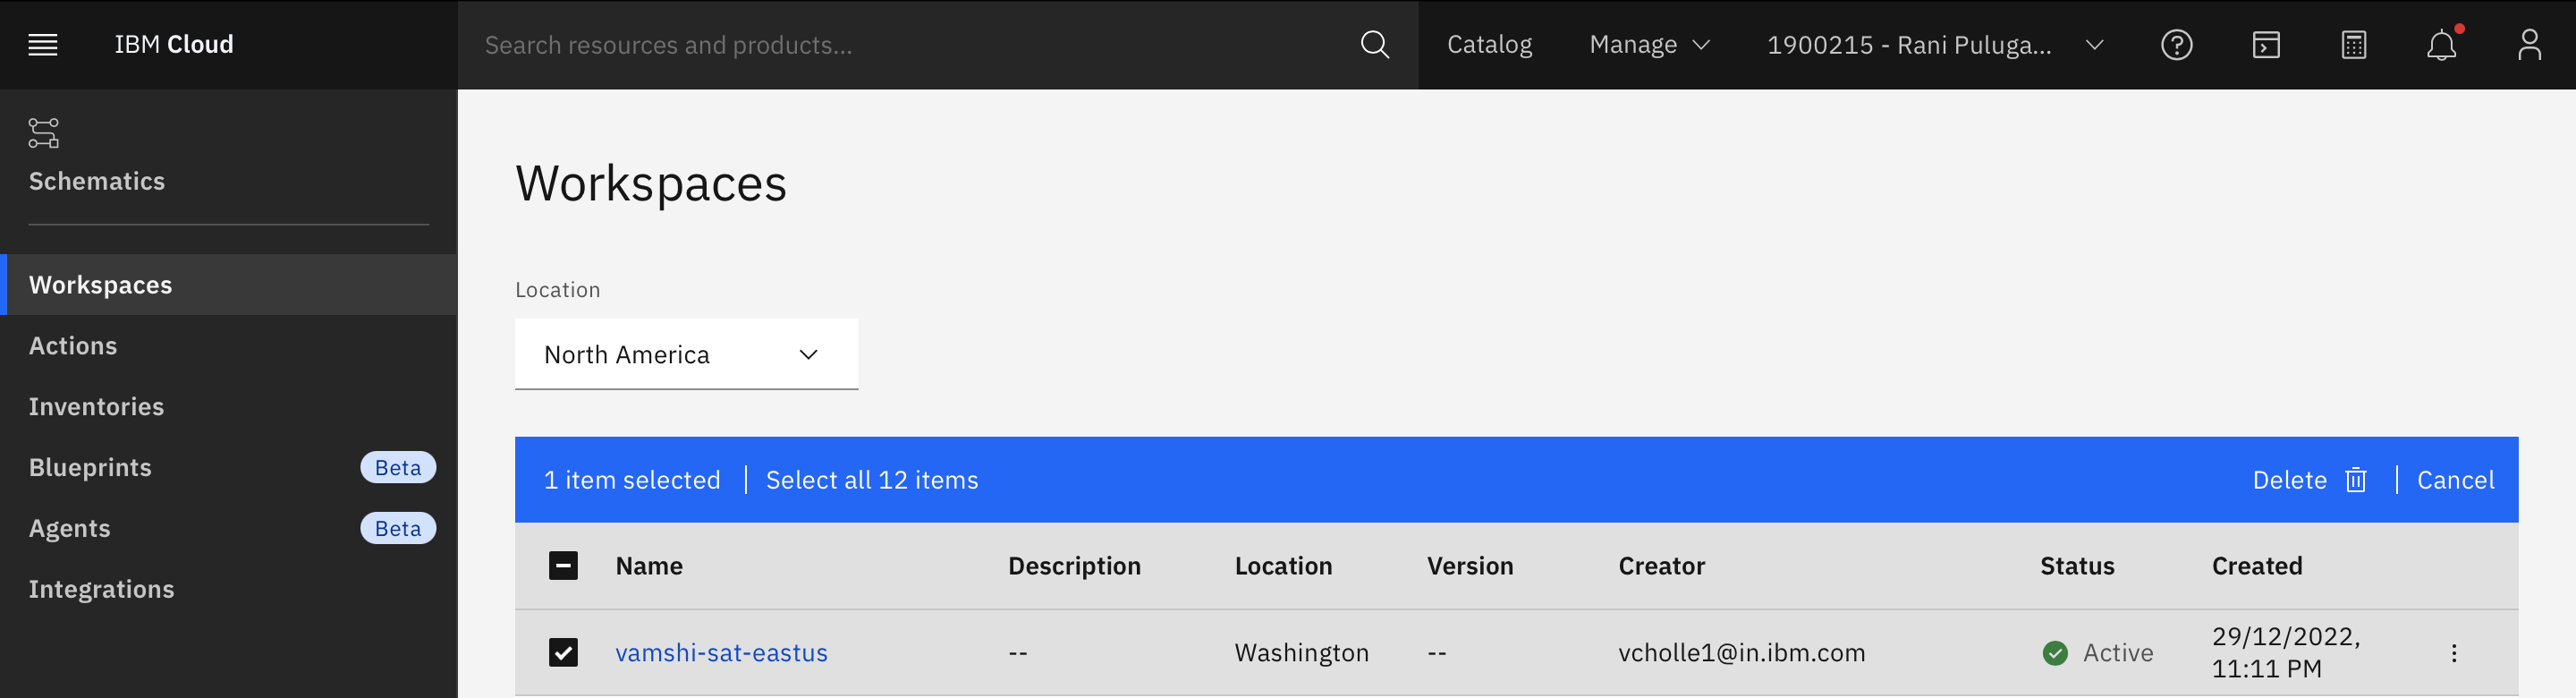 IBM Cloud
Search resources and products...
Catalog
Manage
1900215 - Rani Puluga...
Schematics
Workspaces
Actions
Inventories
Blueprints Beta
Agents Beta
Integrations
Workspaces
Location
North America
1 item selected | Select all 12 items
Delete | Cancel
Name Description Location Version Creator Status Created
vamshi-sat-eastus -- Washington -- vcholle1@in.ibm.com Active 29/12/2022,
11:11 PM